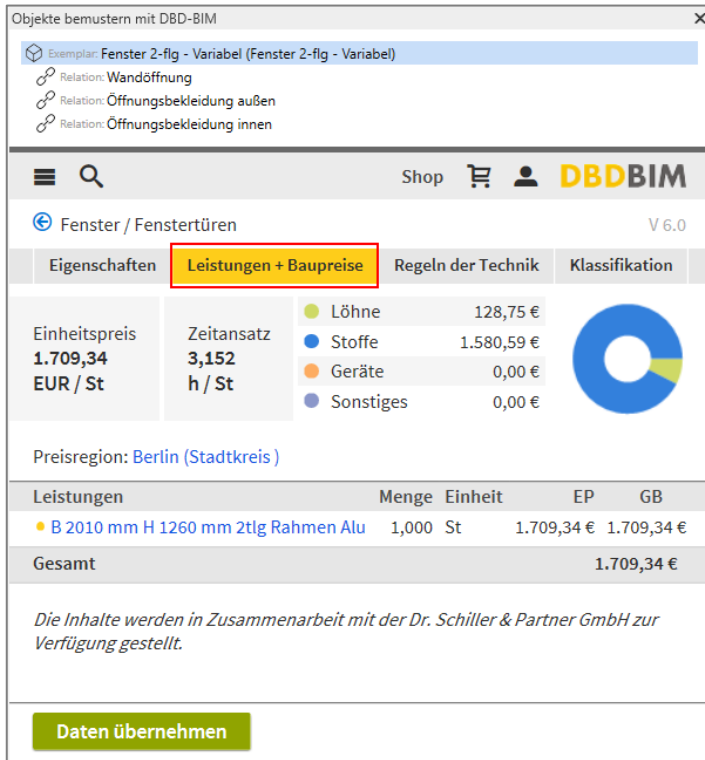 Objekte bemustern mit DBD-BIM
Exemplar: Fenster 2-flg - Variabel (Fenster 2-flg - Variabel)
Relation: Wandöffnung
Relation: Öffnungsbekleidung außen
Relation: Öffnungsbekleidung innen
Shop DBDBIM
Fenster / Fenstertüren V 6.0
Eigenschaften Leistungen + Baupreise Regeln der Technik Klassifikation
Einheitspreis
1.709,34
EUR / St
Zeitansatz
3,152
h / St
Löhne 128,75 €
Stoffe 1.580,59 €
Geräte 0,00 €
Sonstiges 0,00 €
Preisregion: Berlin (Stadtkreis )
Leistungen Menge Einheit EP GB
B 2010 mm H 1260 mm 2tlg Rahmen Alu 1,000 St 1.709,34 € 1.709,34 €
Gesamt 1.709,34 €
Die Inhalte werden in Zusammenarbeit mit der Dr. Schiller & Partner GmbH zur
Verfügung gestellt.
Daten übernehmen